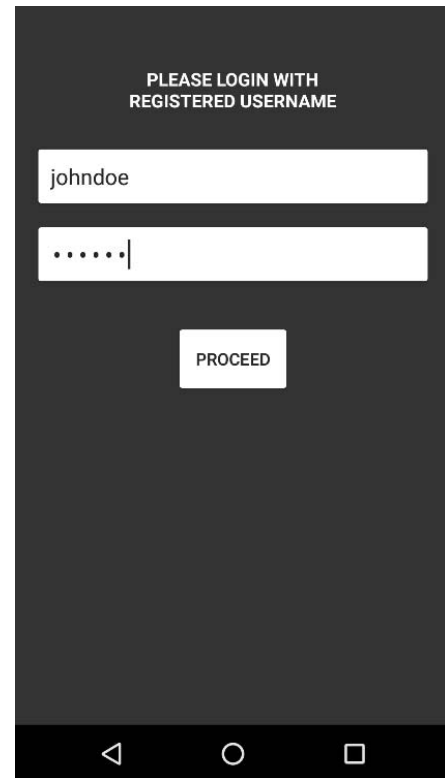 PLEASE LOGIN WITH
REGISTERED USERNAME
johndoe
••••••
PROCEED